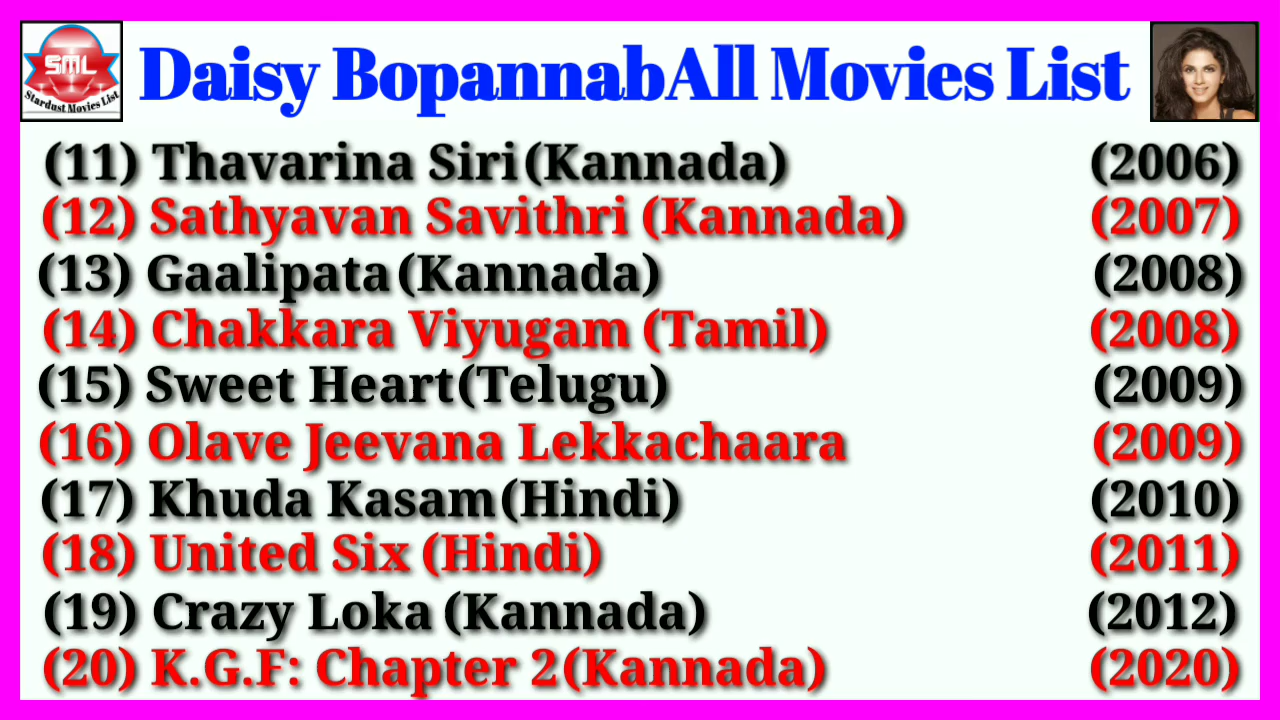 SML
Stardust Movies List
Daisy BopannabAll Movies List
(11) Thavarina Siri (Kannada) (2006)
(12) Sathyavan Savithri (Kannada) (2007)
(13) Gaalipata (Kannada) (2008)
(14) Chakkara Viyugam (Tamil) (2008)
(15) Sweet Heart (Telugu) (2009)
(16) Olave Jeevana Lekkachaara (2009)
(17) Khuda Kasam (Hindi) (2010)
(18) United Six (Hindi) (2011)
(19) Crazy Loka (Kannada) (2012)
(20) K.G.F: Chapter 2 (Kannada) (2020)